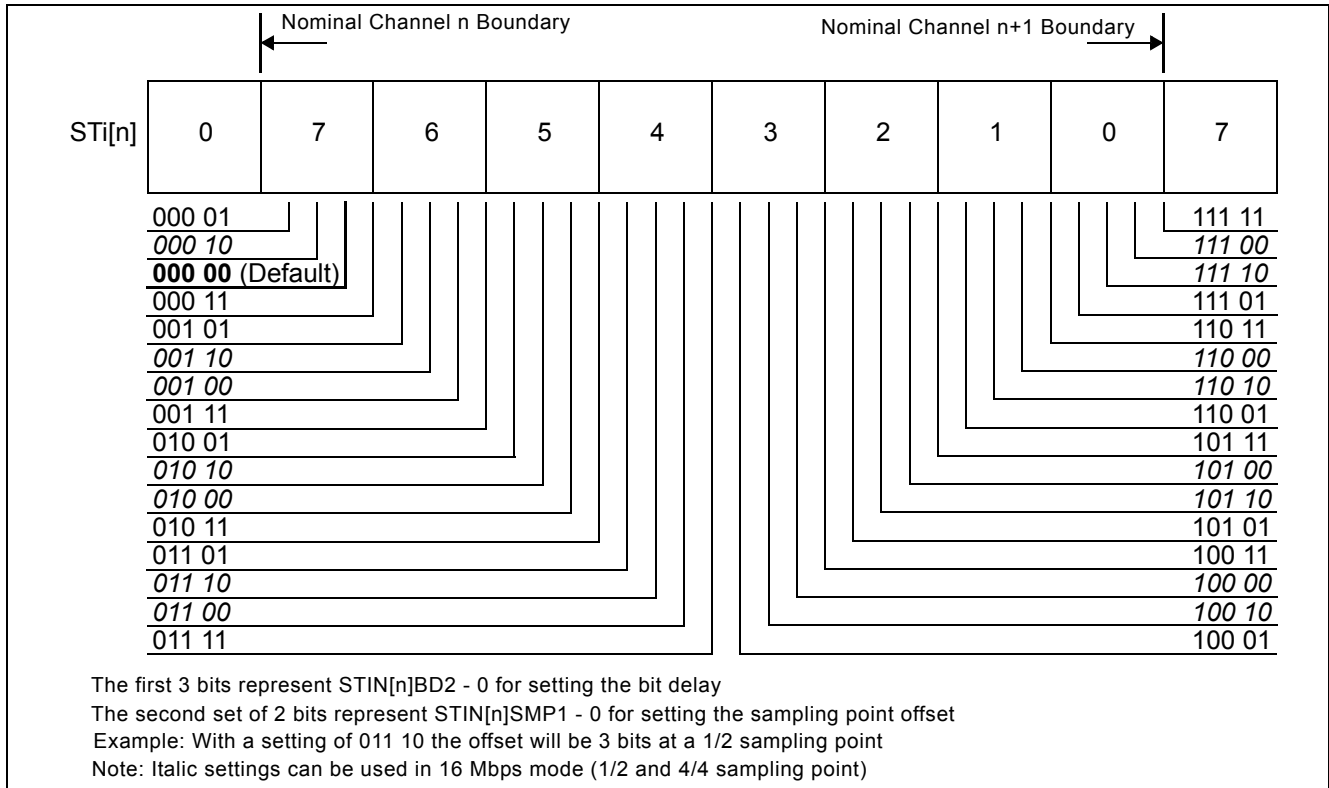 Nominal Channel n Boundary
Nominal Channel n+1 Boundary
STi[n] 0 7 6 5 4 3 2 1 0 7
000 01 111 11
000 10 111 00
000 00 (Default) 111 10
000 11 111 01
001 01 110 11
001 10 110 00
001 00 110 10
001 11 110 01
010 01 101 11
010 10 101 00
010 00 101 10
010 11 101 01
011 01 100 11
011 10 100 00
011 00 100 10
011 11 100 01
The first 3 bits represent STIN[n]BD2 - 0 for setting the bit delay
The second set of 2 bits represent STIN[n]SMP1 - 0 for setting the sampling point offset
Example: With a setting of 011 10 the offset will be 3 bits at a 1/2 sampling point
Note: Italic settings can be used in 16 Mbps mode (1/2 and 4/4 sampling point)